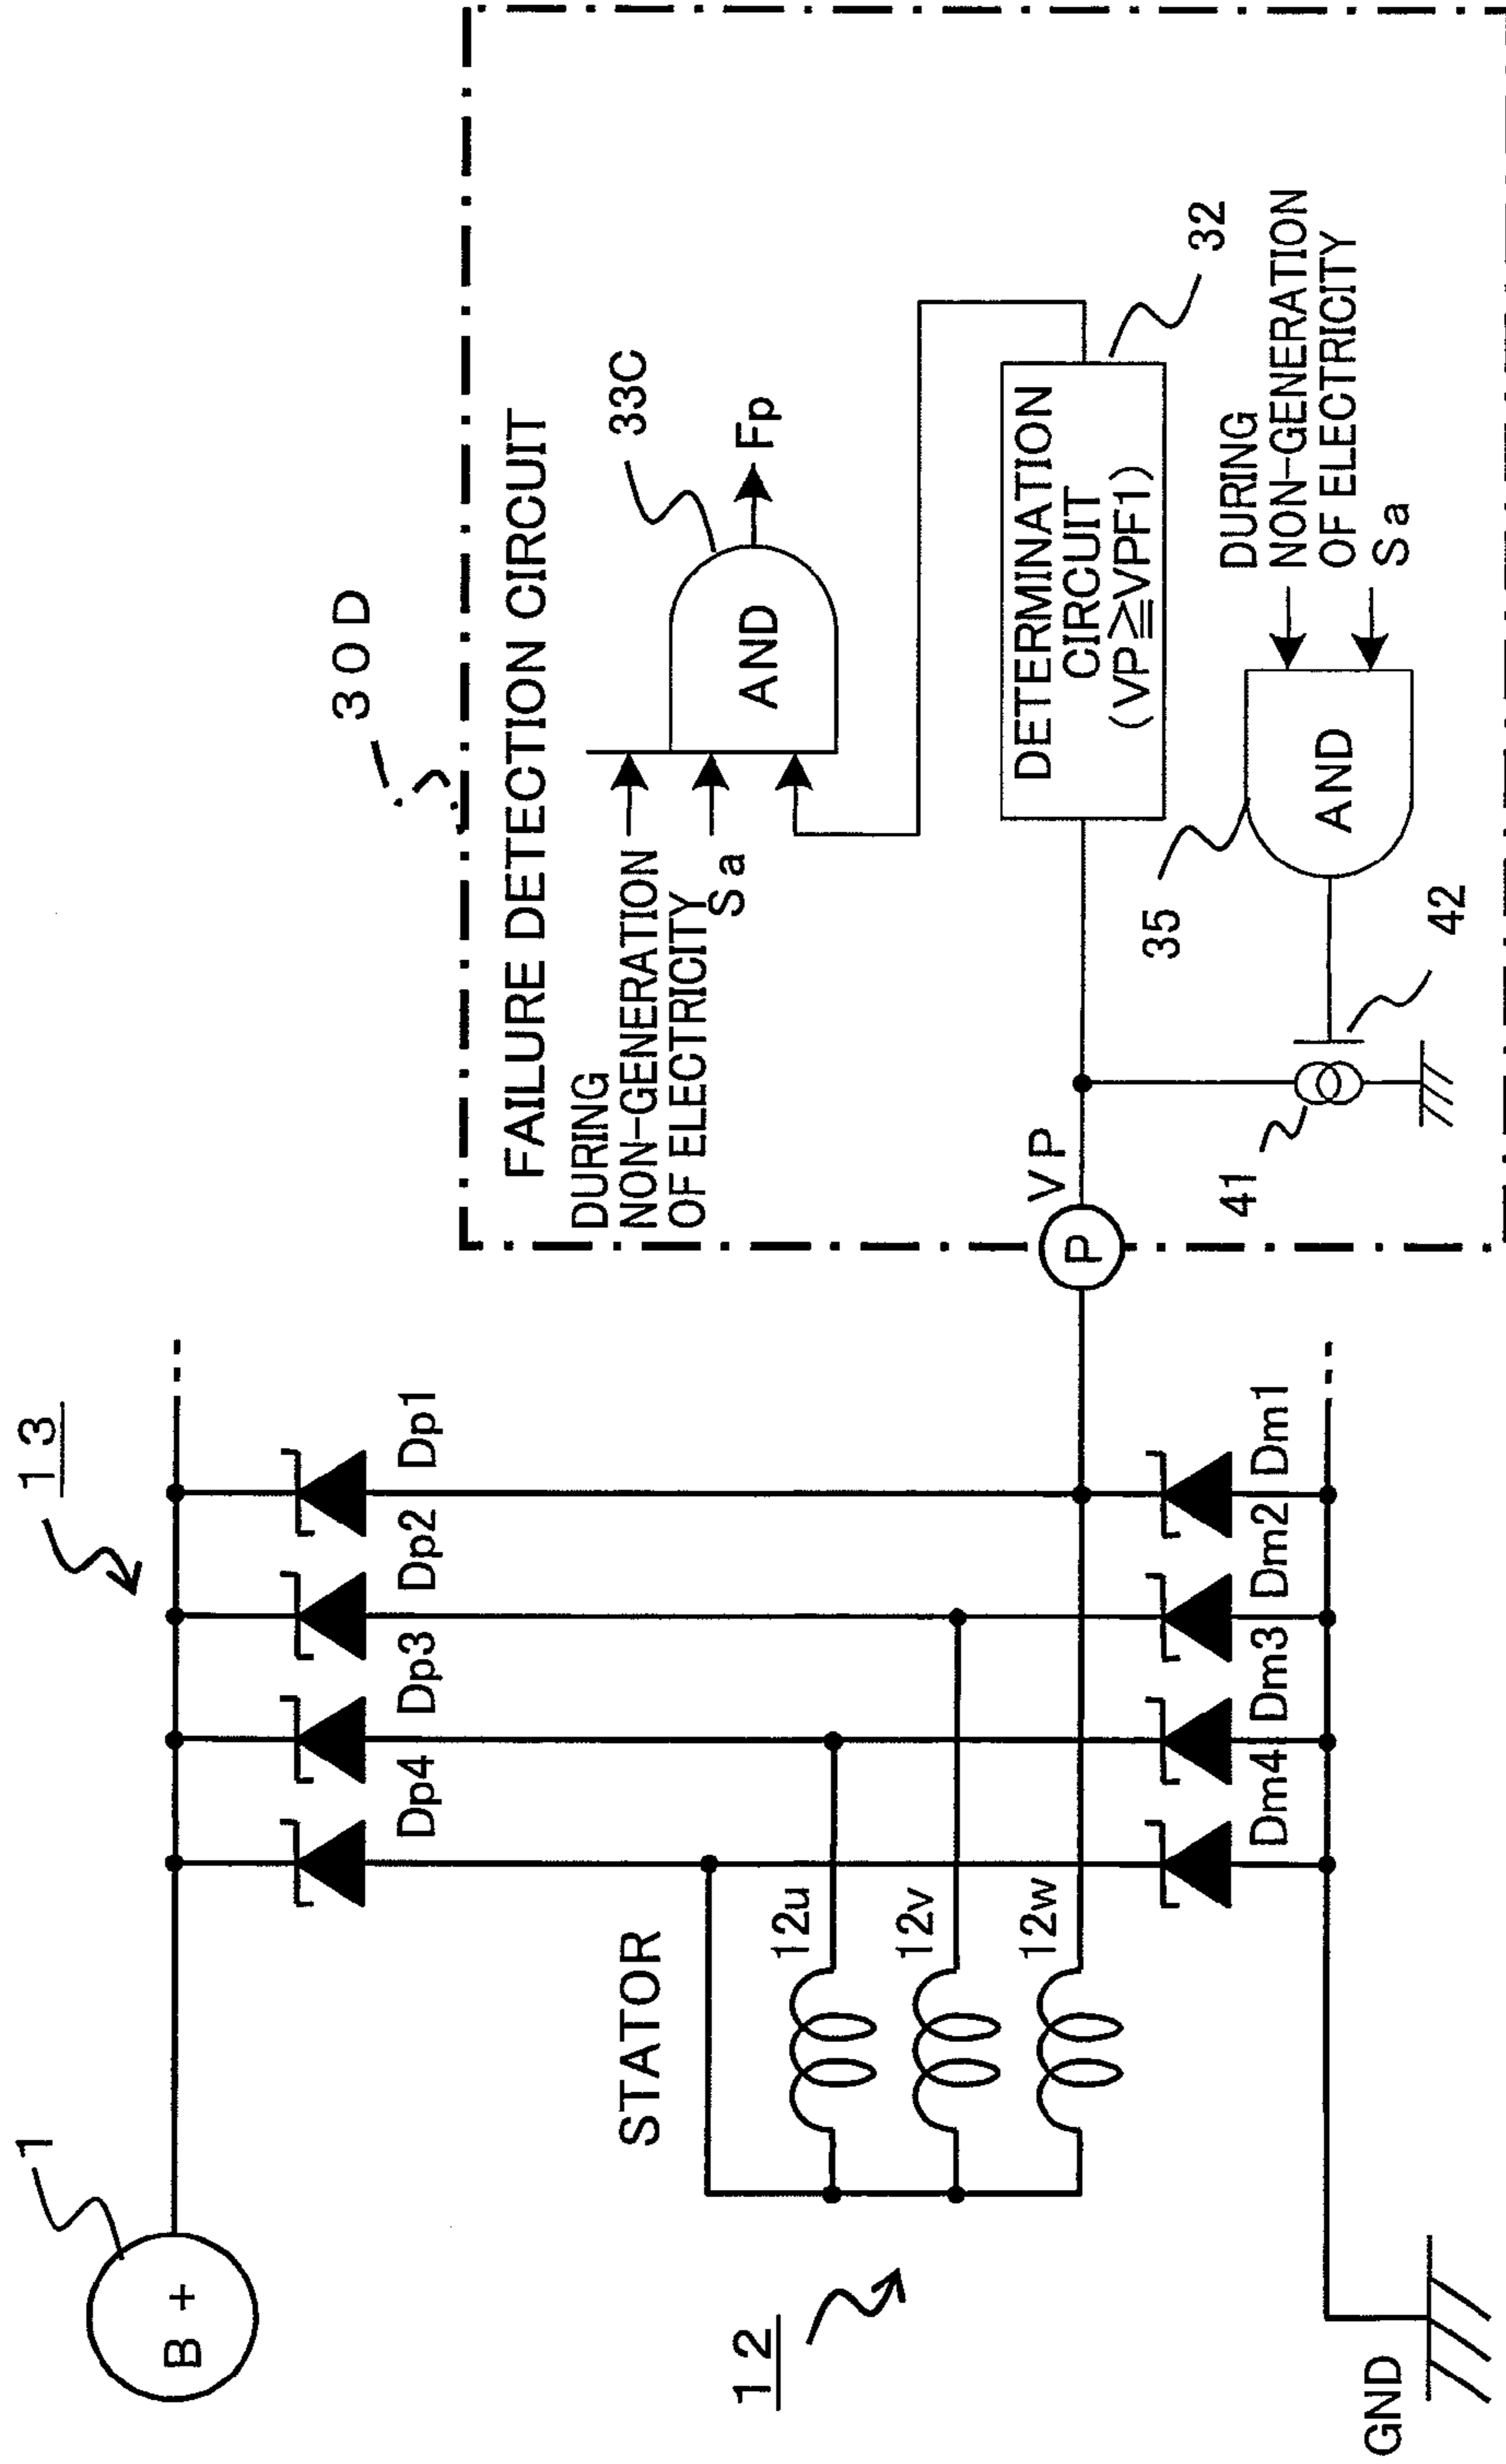 13
1
B +
Dp4
Dp3
Dp2
Dp1
STATOR
12u
12v
12w
12
Dm4
Dm3
Dm2
Dm1
GND
30D
FAILURE DETECTION CIRCUIT
DURING
NON-GENERATION
OF ELECTRICITY
Sa
AND
33C
Fp
P
VP
DETERMINATION
CIRCUIT
(VP≧VPF1)
32
41
42
35
AND
DURING
NON-GENERATION
OF ELECTRICITY
Sa